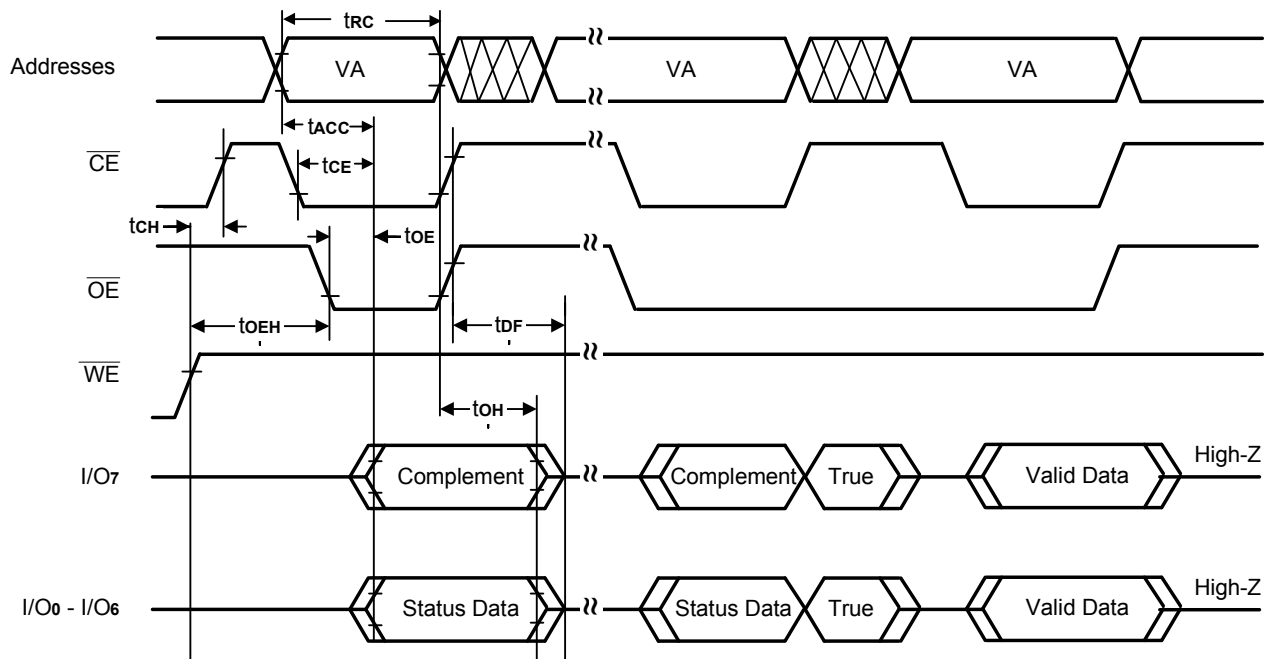 tRC
Addresses VA VA VA
tACC
CE tCE
tCH tOE
OE
tOEH tDF
WE
tOH
I/O7 Complement Complement True Valid Data High-Z
I/O0 - I/O6 Status Data Status Data True Valid Data High-Z